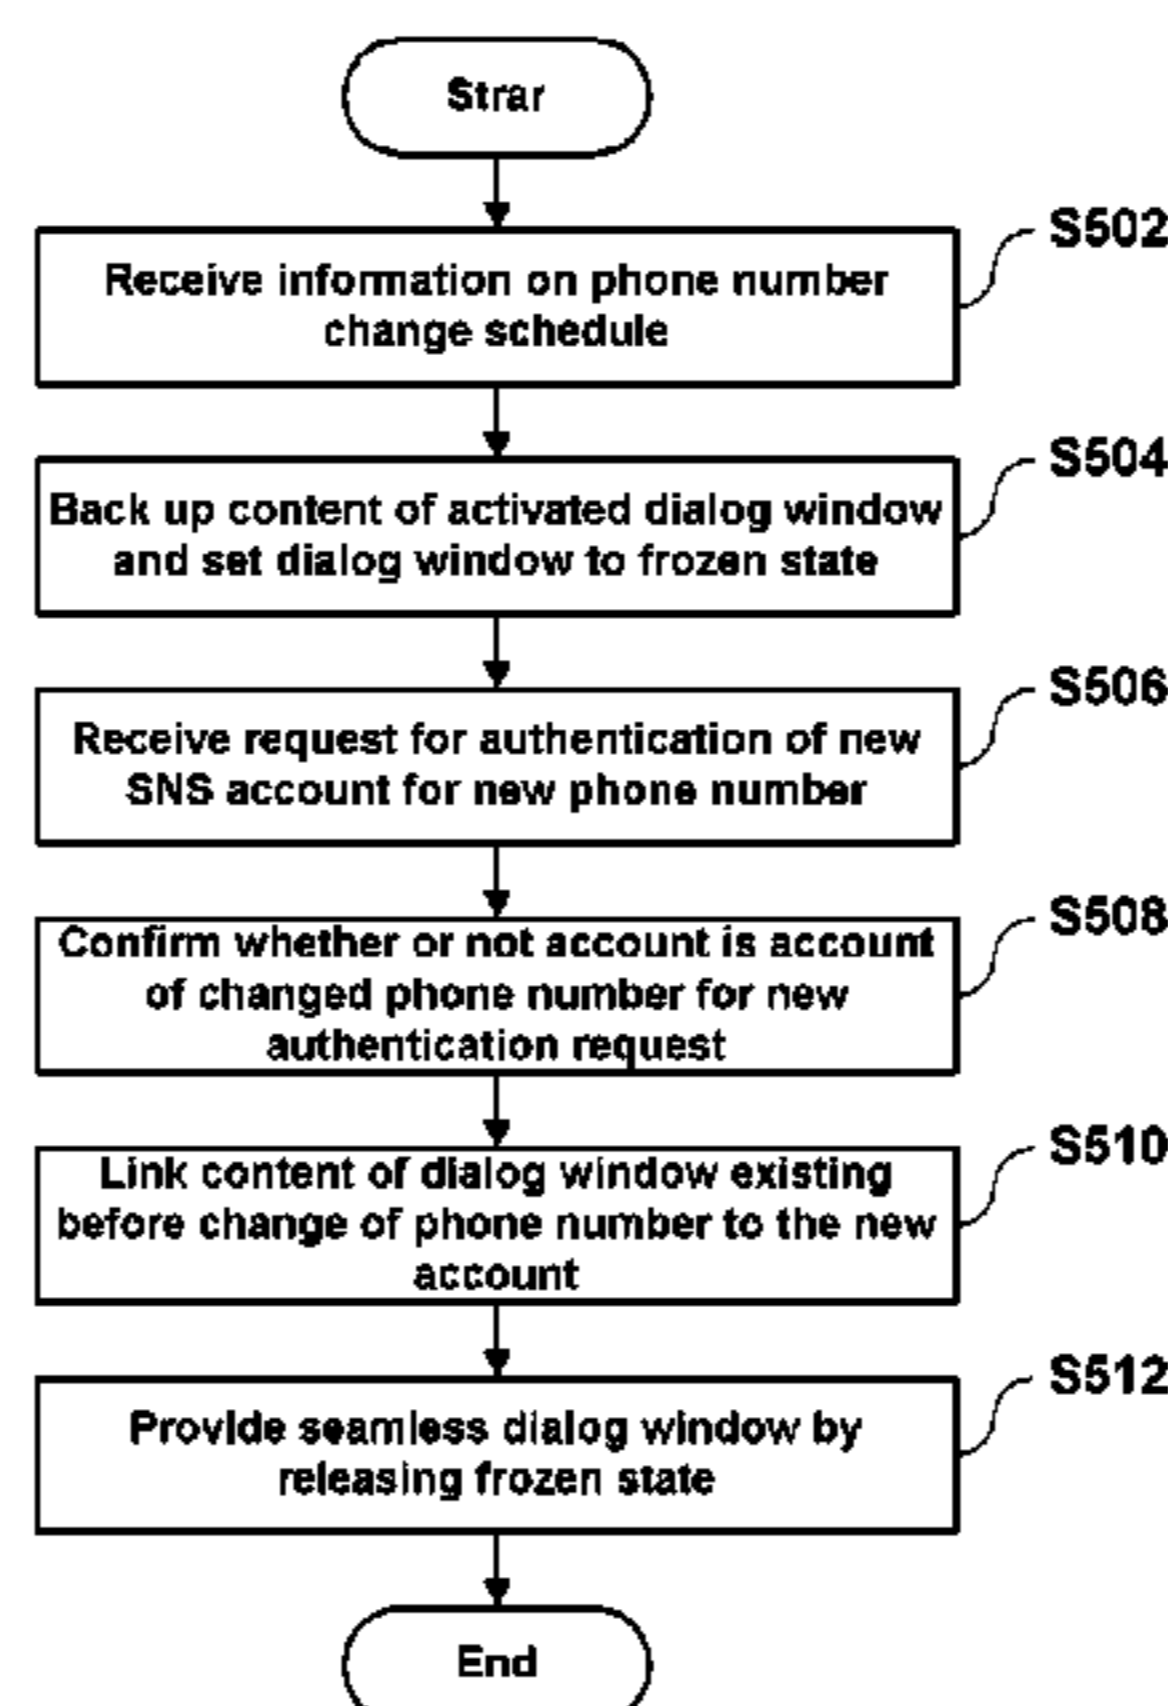 Strar
S502
Receive information on phone number
change schedule
S504
Back up content of activated dialog window
and set dialog window to frozen state
S506
Receive request for authentication of new
SNS account for new phone number
S508
Confirm whether or not account is account
of changed phone number for new
authentication request
S510
Link content of dialog window existing
before change of phone number to the new
account
S512
Provide seamless dialog window by
releasing frozen state
End